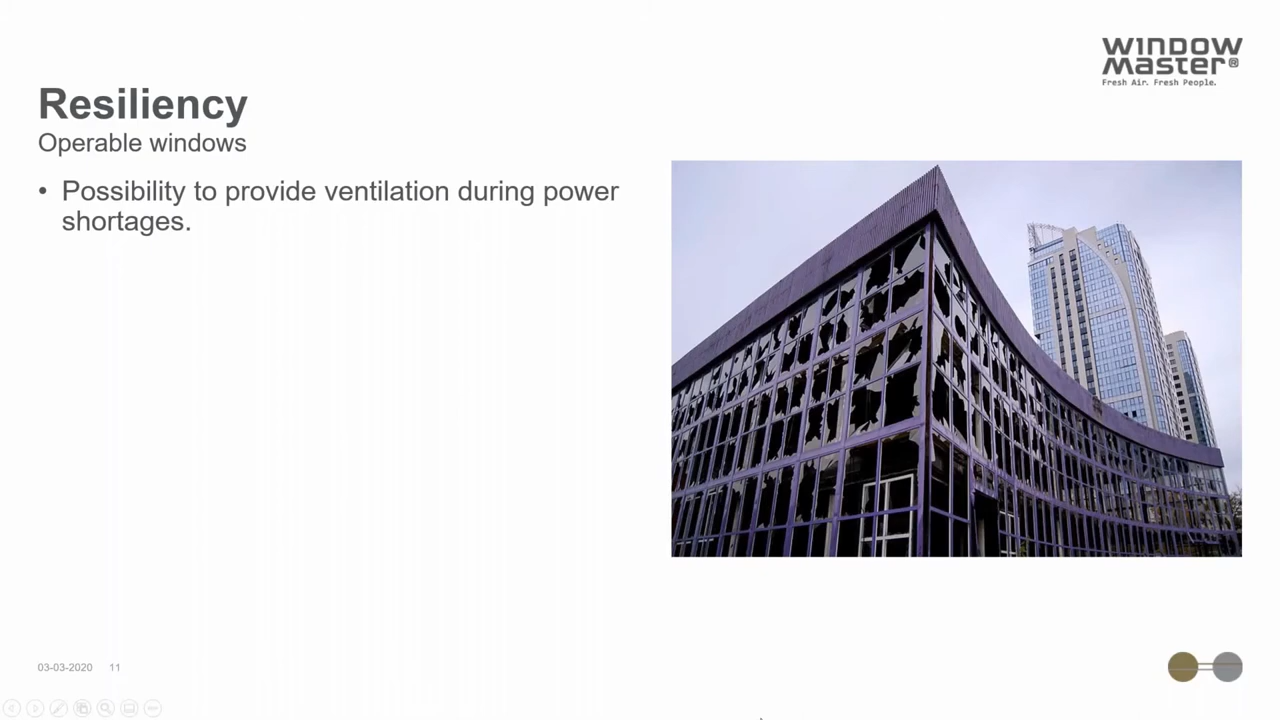 WINDOW
Master®
Fresh Air. Fresh People.
Resiliency
Operable windows
• Possibility to provide ventilation during power
shortages.
03-03-2020 11